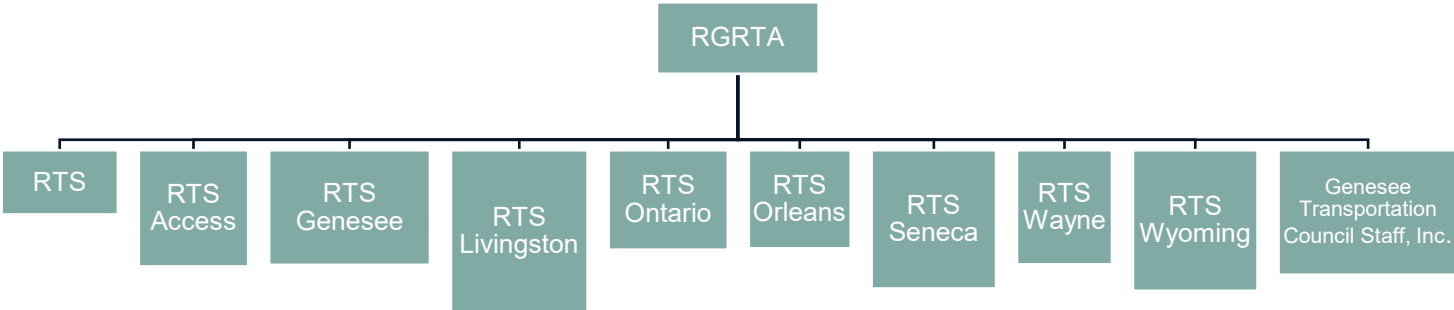 RGRTA
RTS
RTS
Access
RTS
Genesee
RTS
Livingston
RTS
Ontario
RTS
Orleans
RTS
Seneca
RTS
Wayne
RTS
Wyoming
Genesee
Transportation
Council Staff, Inc.